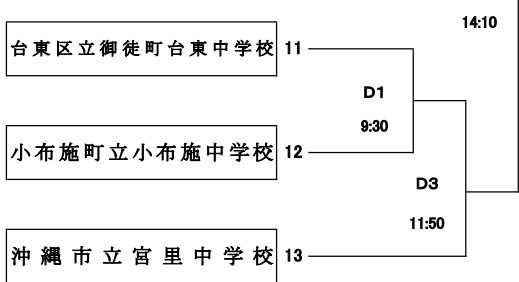 14:10
台東区立御徒町台東中学校 11
D1
9:30
小布施町立小布施中学校 12
D3
11:50
沖縄市立宮里中学校 13